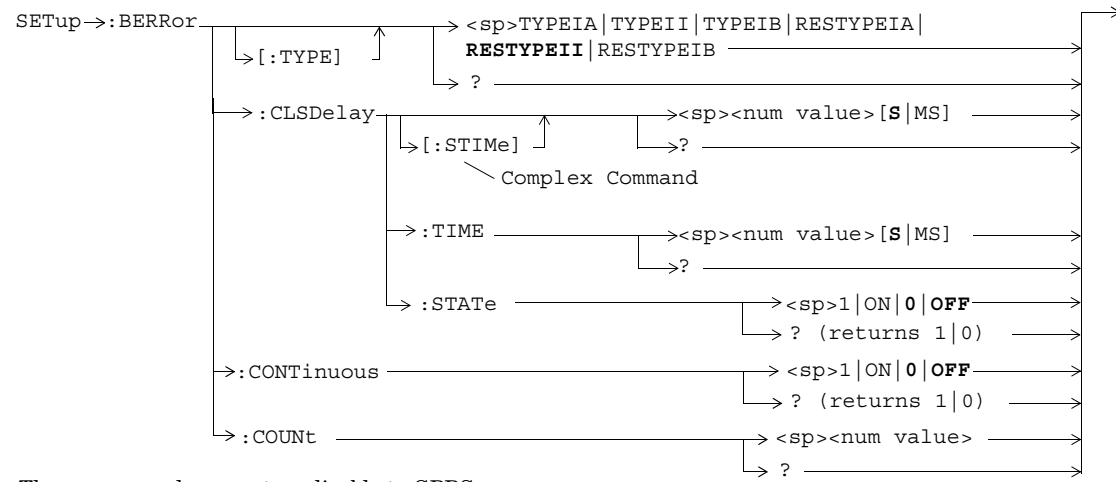 SETup :BERRor <sp>TYPEIA|TYPEII|TYPEIB|RESTYPEIA|
[:TYPE] RESTYPEII|RESTYPEIB
?
:CLSDelay <sp><num value>[S|MS]
[:STIMe] ?
Complex Command
:TIME <sp><num value>[S|MS]
?
:STATe <sp>1|ON|0|OFF
? (returns 1|0)
:CONTinuous <sp>1|ON|0|OFF
? (returns 1|0)
:COUNt <sp><num value>
?